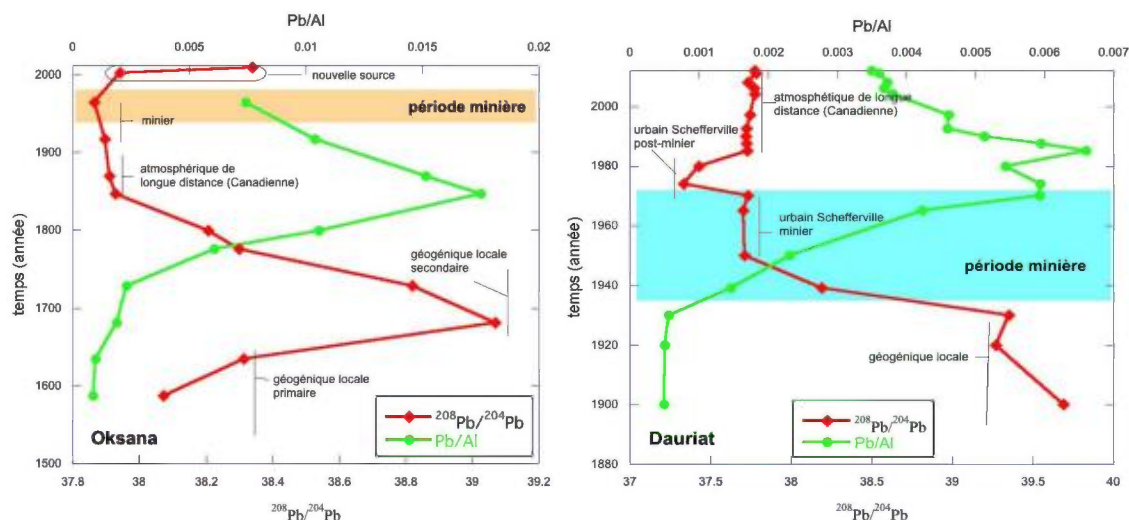 Pb/Al
0 0.005 0.01 0.015 0.02
2000
1900
1800
1700
1600
1500
temps (année)
nouvelle source
période minière
minier
atmosphérique de
longue distance (Canadienne)
géogénique locale
secondaire
géogénique locale
primaire
208Pb/204Pb
Pb/Al
Oksana
37.8 38 38.2 38.4 38.6 38.8 39 39.2
208Pb/204Pb
Pb/Al
0 0.001 0.002 0.003 0.004 0.005 0.006 0.007
2000
1980
1960
1940
1920
1900
1880
temps (année)
atmosphétique de longue
distance (Canadienne)
urbain Schefferville
post-minier
urbain Schefferville
minier
période minière
géogénique locale
208Pb/204Pb
Pb/Al
Dauriat
37 37.5 38 38.5 39 39.5 40
208Pb/204Pb